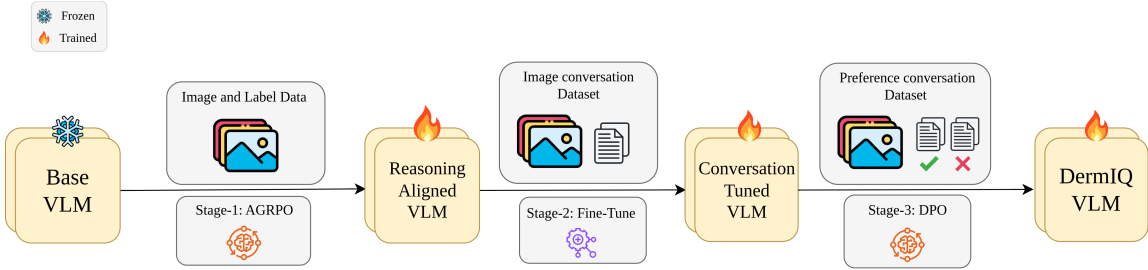 Frozen
Trained
Image and Label Data
Image conversation
Dataset
Preference conversation
Dataset
Base
VLM
Reasoning
Aligned
VLM
Conversation
Tuned
VLM
DermIQ
VLM
Stage-1: AGRPO
Stage-2: Fine-Tune
Stage-3: DPO